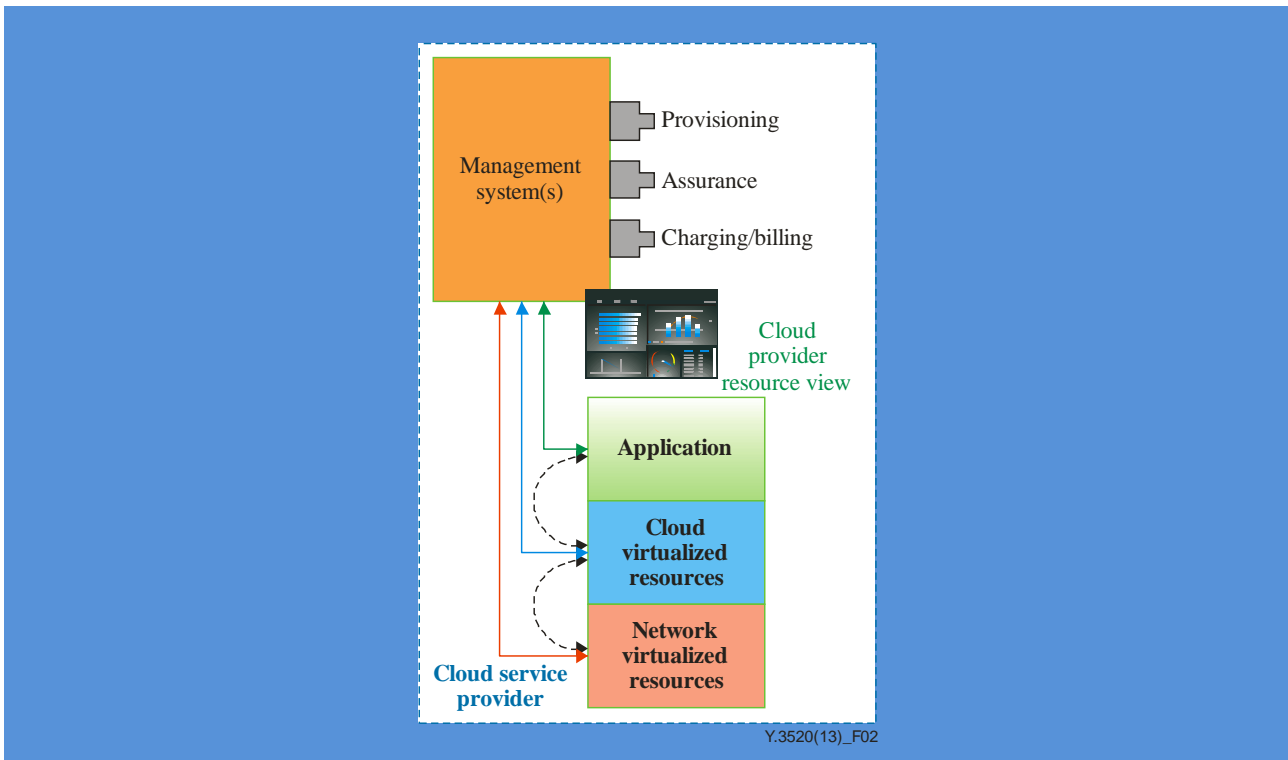 Management
system(s)
Provisioning
Assurance
Charging/billing
Cloud
provider
resource view
Application
Cloud
virtualized
resources
Network
virtualized
resources
Cloud service
provider
Y.3520(13)_F02